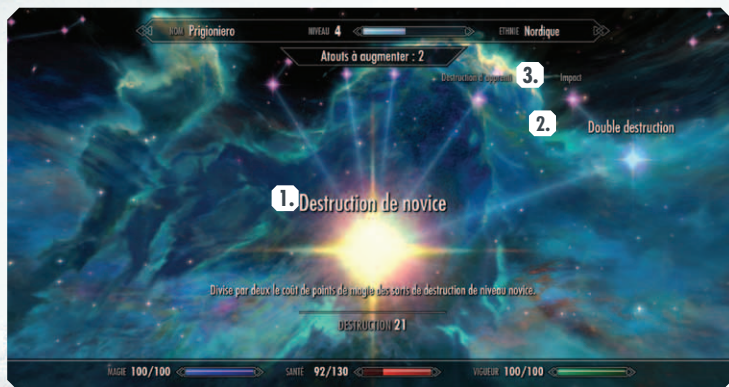 NOM Prigioniero NIVEAU 4 ETHNIE Nordique
Atouts à augmenter : 2
Destruction d'apprenti 3. Impact
2. Double destruction
1. Destruction de novice
Divise par deux le coût de points de magie des sorts de destruction de niveau novice.
DESTRUCTION 21
MAGIE 100/100 SANTÉ 92/130 VIGUEUR 100/100